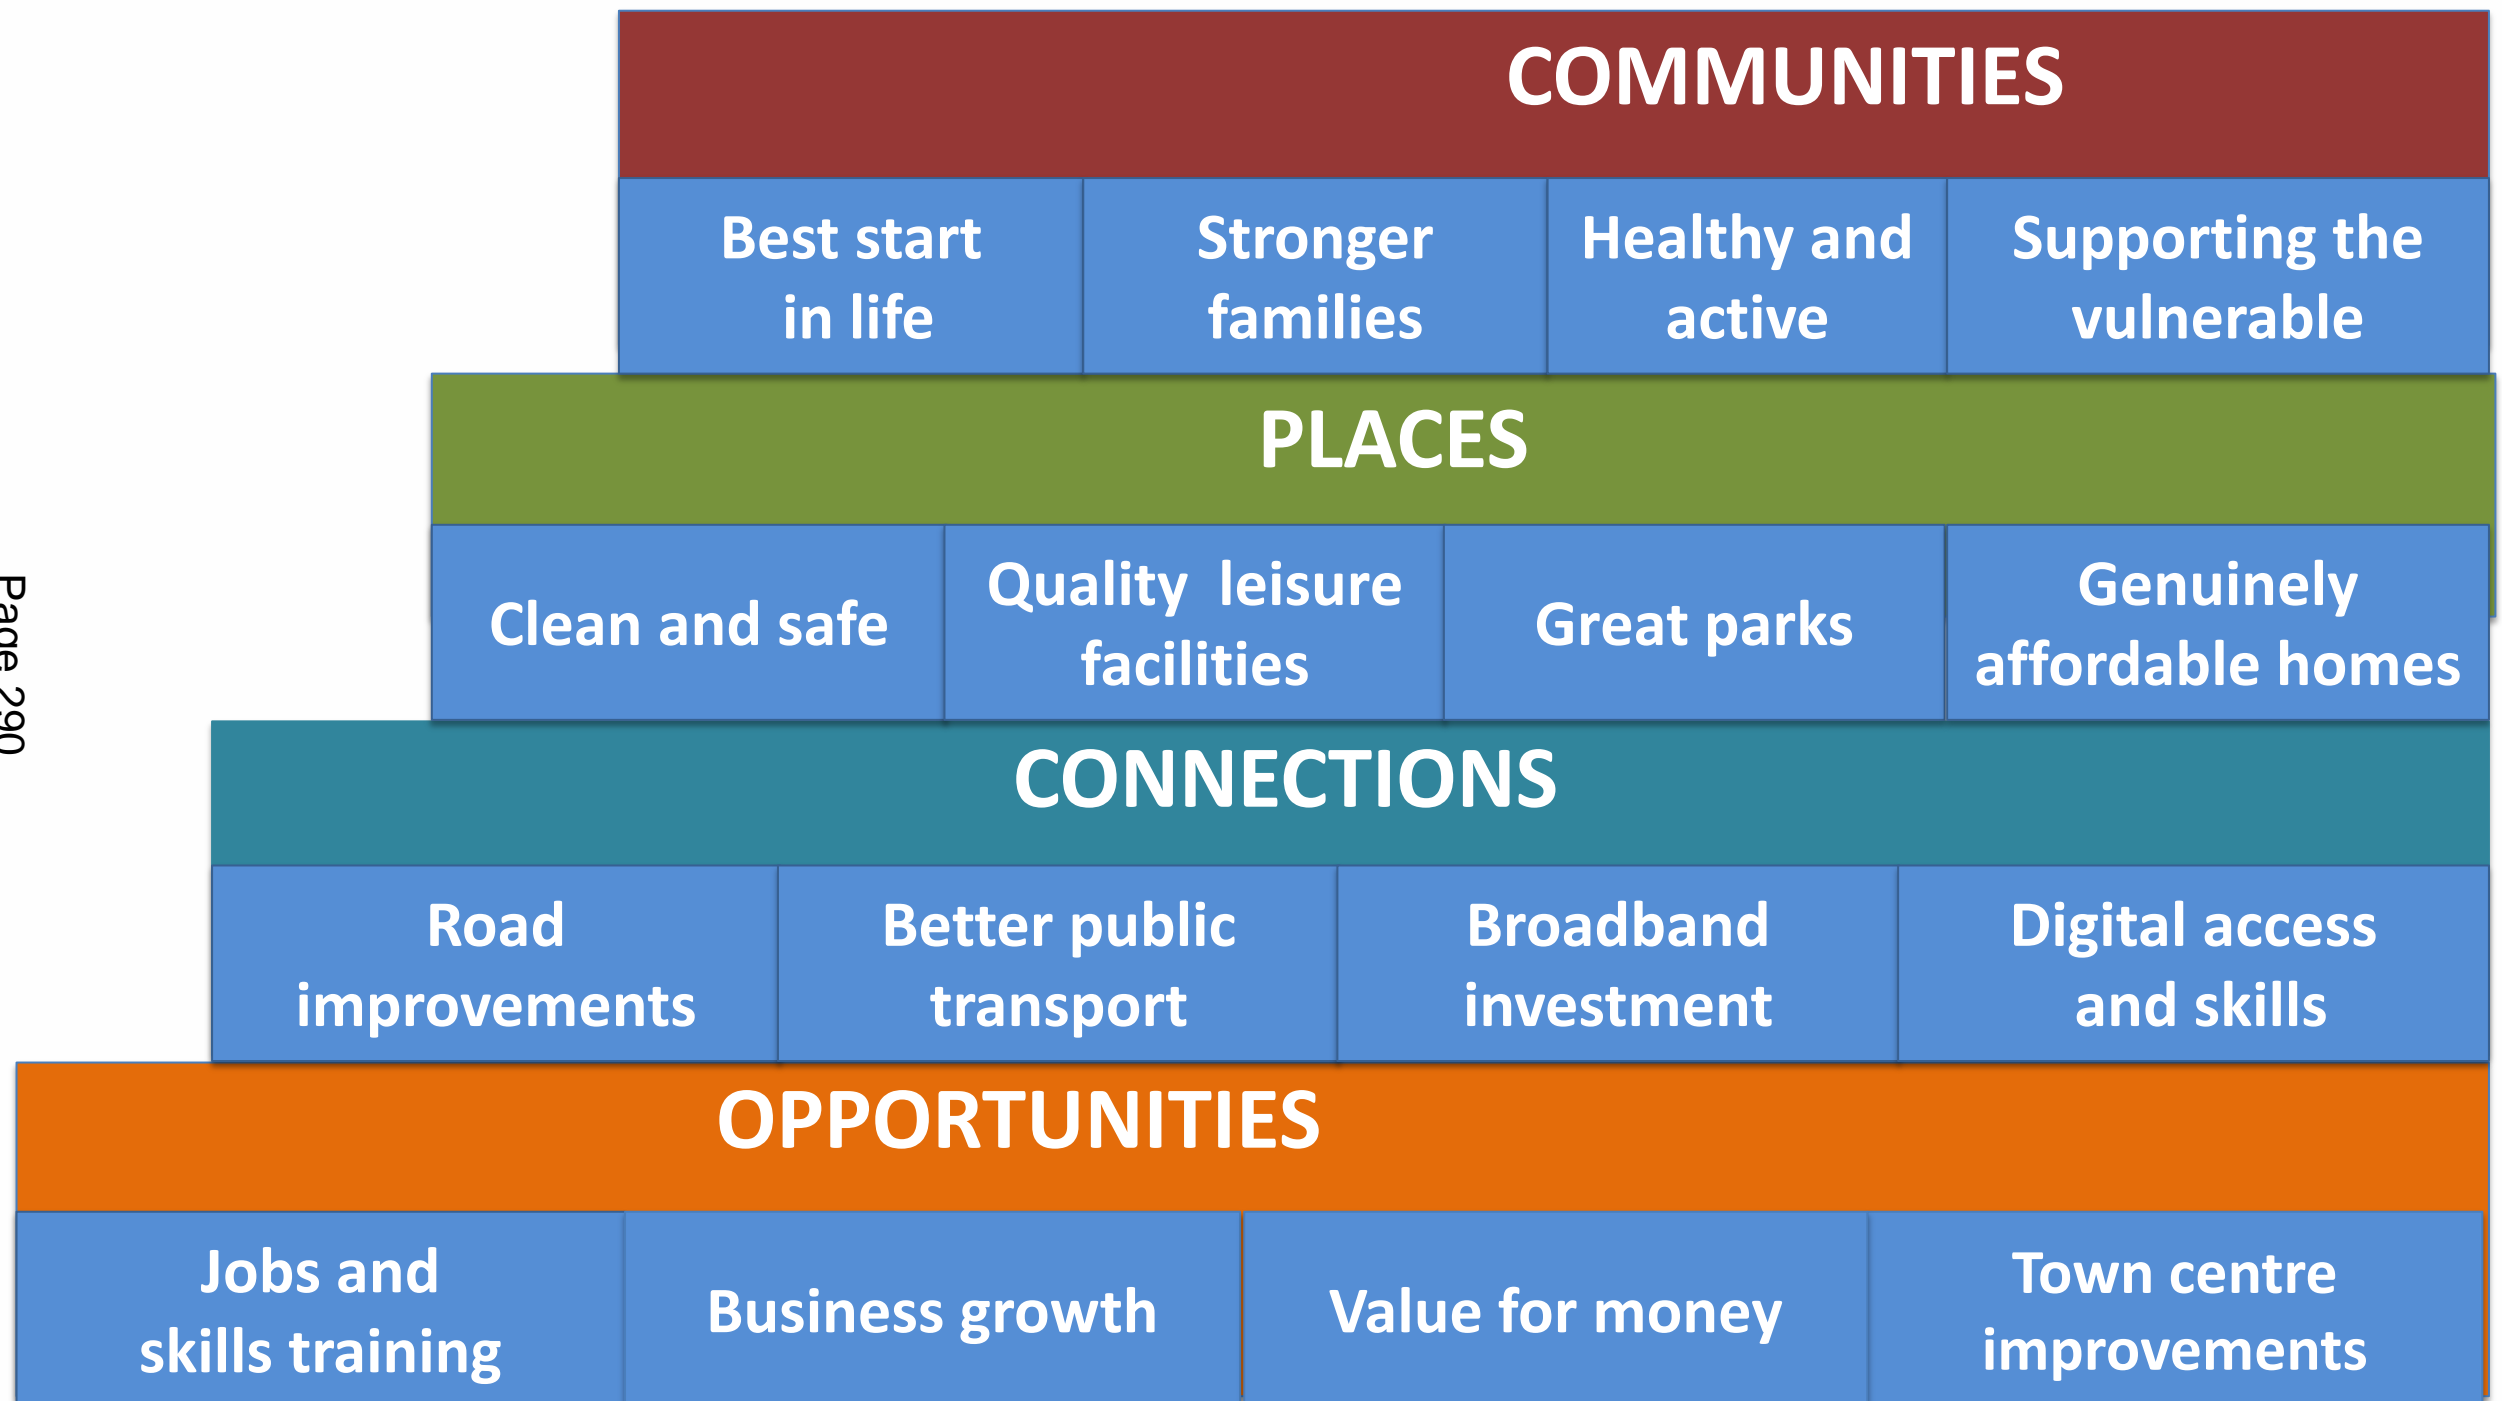 COMMUNITIES
Best start
in life
Stronger
families
Healthy and
active
Supporting the
vulnerable
PLACES
Clean and safe
Quality leisure
facilities
Great parks
Genuinely
affordable homes
CONNECTIONS
Road
improvements
Better public
transport
Broadband
investment
Digital access
and skills
OPPORTUNITIES
Jobs and
skills training
Business growth
Value for money
Town centre
improvements
Page 290